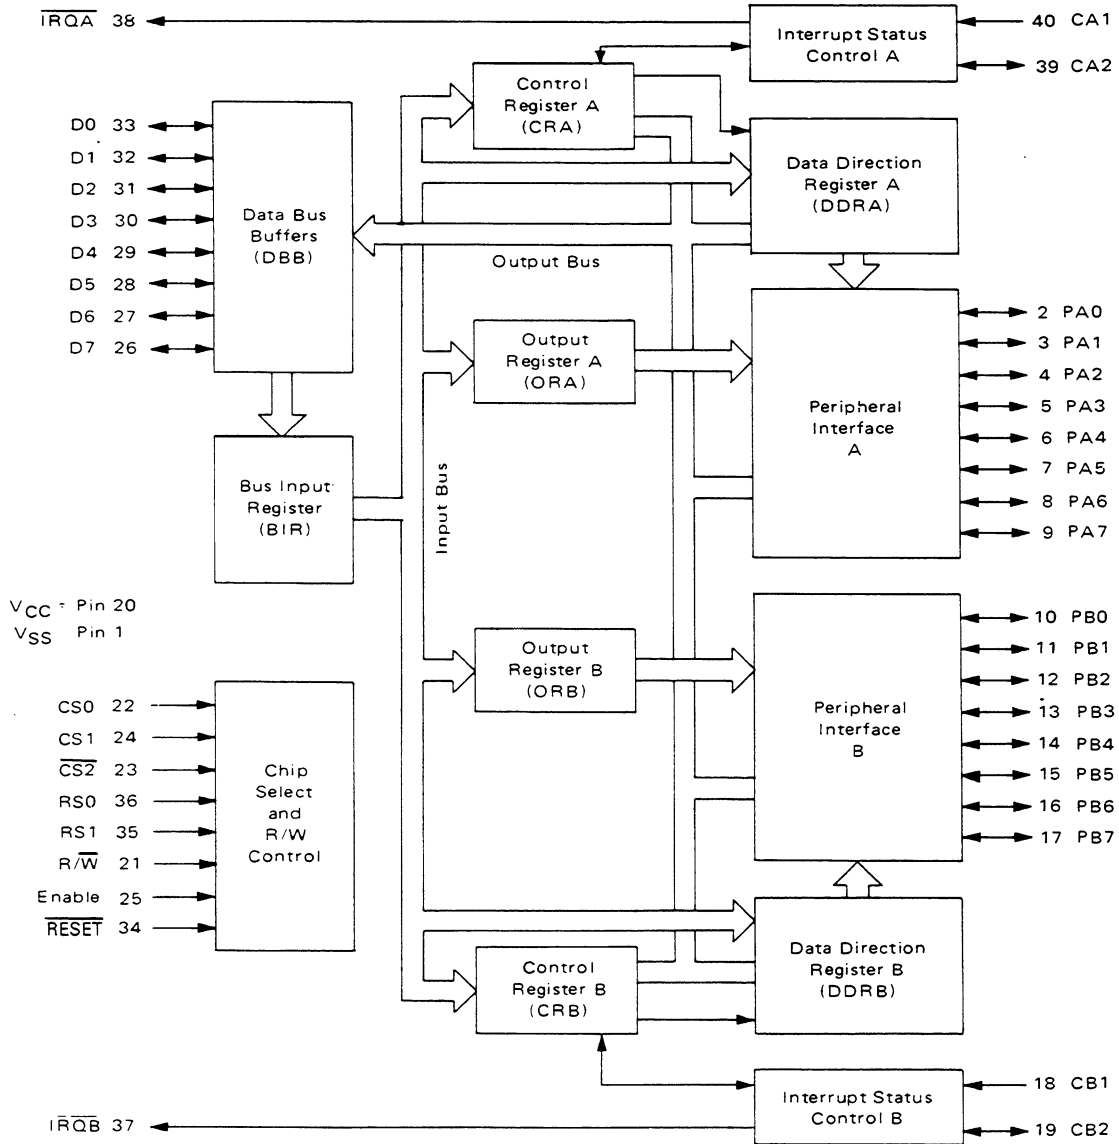 IRQA 38
Interrupt Status
Control A
40 CA1
39 CA2
Control
Register A
(CRA)
D0 33
D1 32
D2 31
D3 30
D4 29
D5 28
D6 27
D7 26
Data Bus
Buffers
(DBB)
Data Direction
Register A
(DDRA)
Output Bus
Output
Register A
(ORA)
Peripheral
Interface
A
2 PA0
3 PA1
4 PA2
5 PA3
6 PA4
7 PA5
8 PA6
9 PA7
Bus Input
Register
(BIR)
Input Bus
VCC = Pin 20
VSS Pin 1
Output
Register B
(ORB)
Peripheral
Interface
B
10 PB0
11 PB1
12 PB2
13 PB3
14 PB4
15 PB5
16 PB6
17 PB7
CS0 22
CS1 24
CS2 23
RS0 36
RS1 35
R/W 21
Enable 25
RESET 34
Chip
Select
and
R/W
Control
Control
Register B
(CRB)
Data Direction
Register B
(DDRB)
Interrupt Status
Control B
18 CB1
19 CB2
IRQB 37